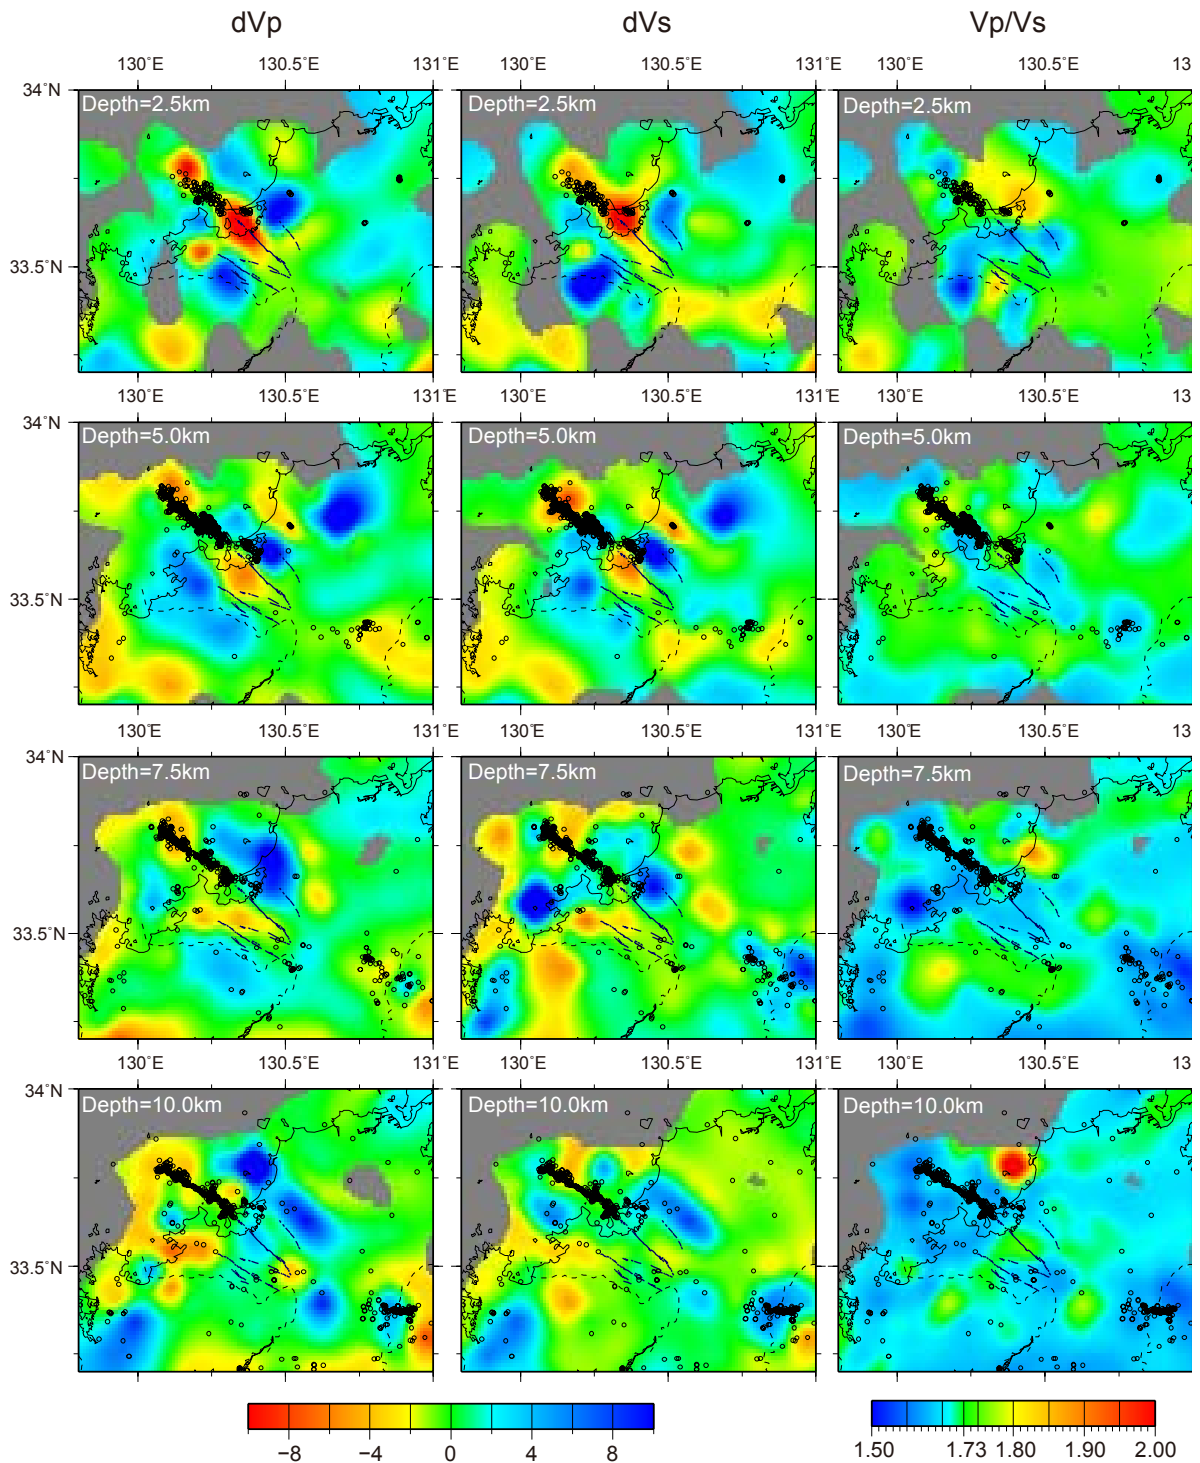 dVp dVs Vp/Vs
130˚E 130.5˚E 131˚E 130˚E 130.5˚E 131˚E 130˚E 130.5˚E 13
34˚N Depth=2.5km Depth=2.5km Depth=2.5km
33.5˚N
130˚E 130.5˚E 131˚E 130˚E 130.5˚E 131˚E 130˚E 130.5˚E 13
34˚N Depth=5.0km Depth=5.0km Depth=5.0km
33.5˚N
130˚E 130.5˚E 131˚E 130˚E 130.5˚E 131˚E 130˚E 130.5˚E 13
34˚N Depth=7.5km Depth=7.5km Depth=7.5km
33.5˚N
130˚E 130.5˚E 131˚E 130˚E 130.5˚E 131˚E 130˚E 130.5˚E 13
34˚N Depth=10.0km Depth=10.0km Depth=10.0km
33.5˚N
−8 −4 0 4 8
1.50 1.73 1.80 1.90 2.00